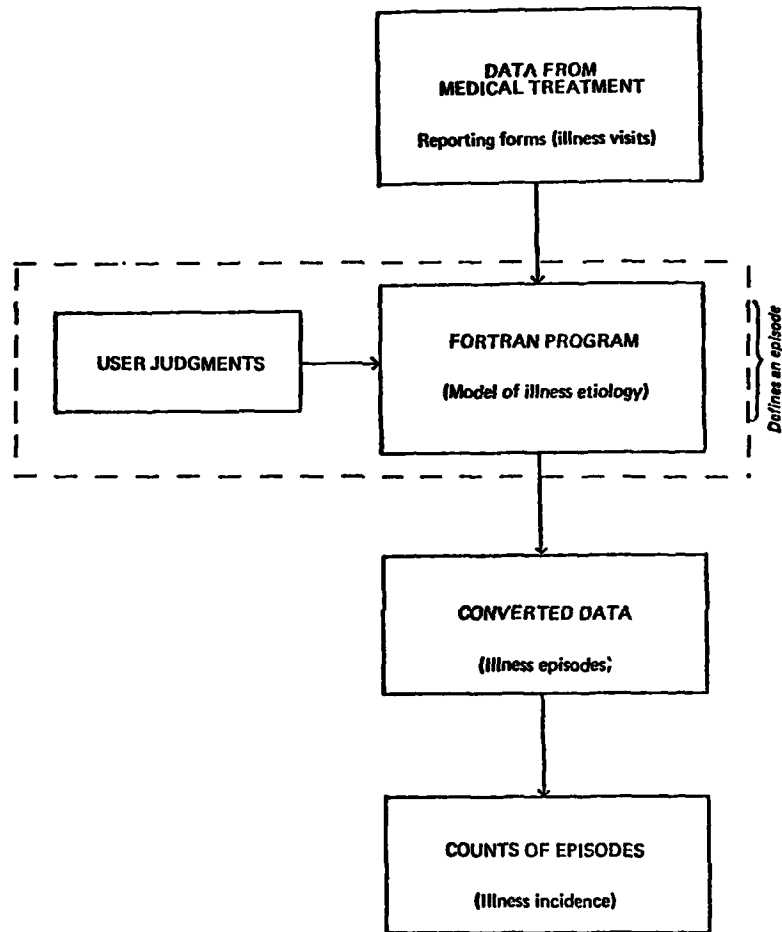 DATA FROM
MEDICAL TREATMENT
Reporting forms (illness visits)
USER JUDGMENTS
FORTRAN PROGRAM
(Model of illness etiology)
Defines an episode
CONVERTED DATA
(Illness episodes;
COUNTS OF EPISODES
(Illness incidence)